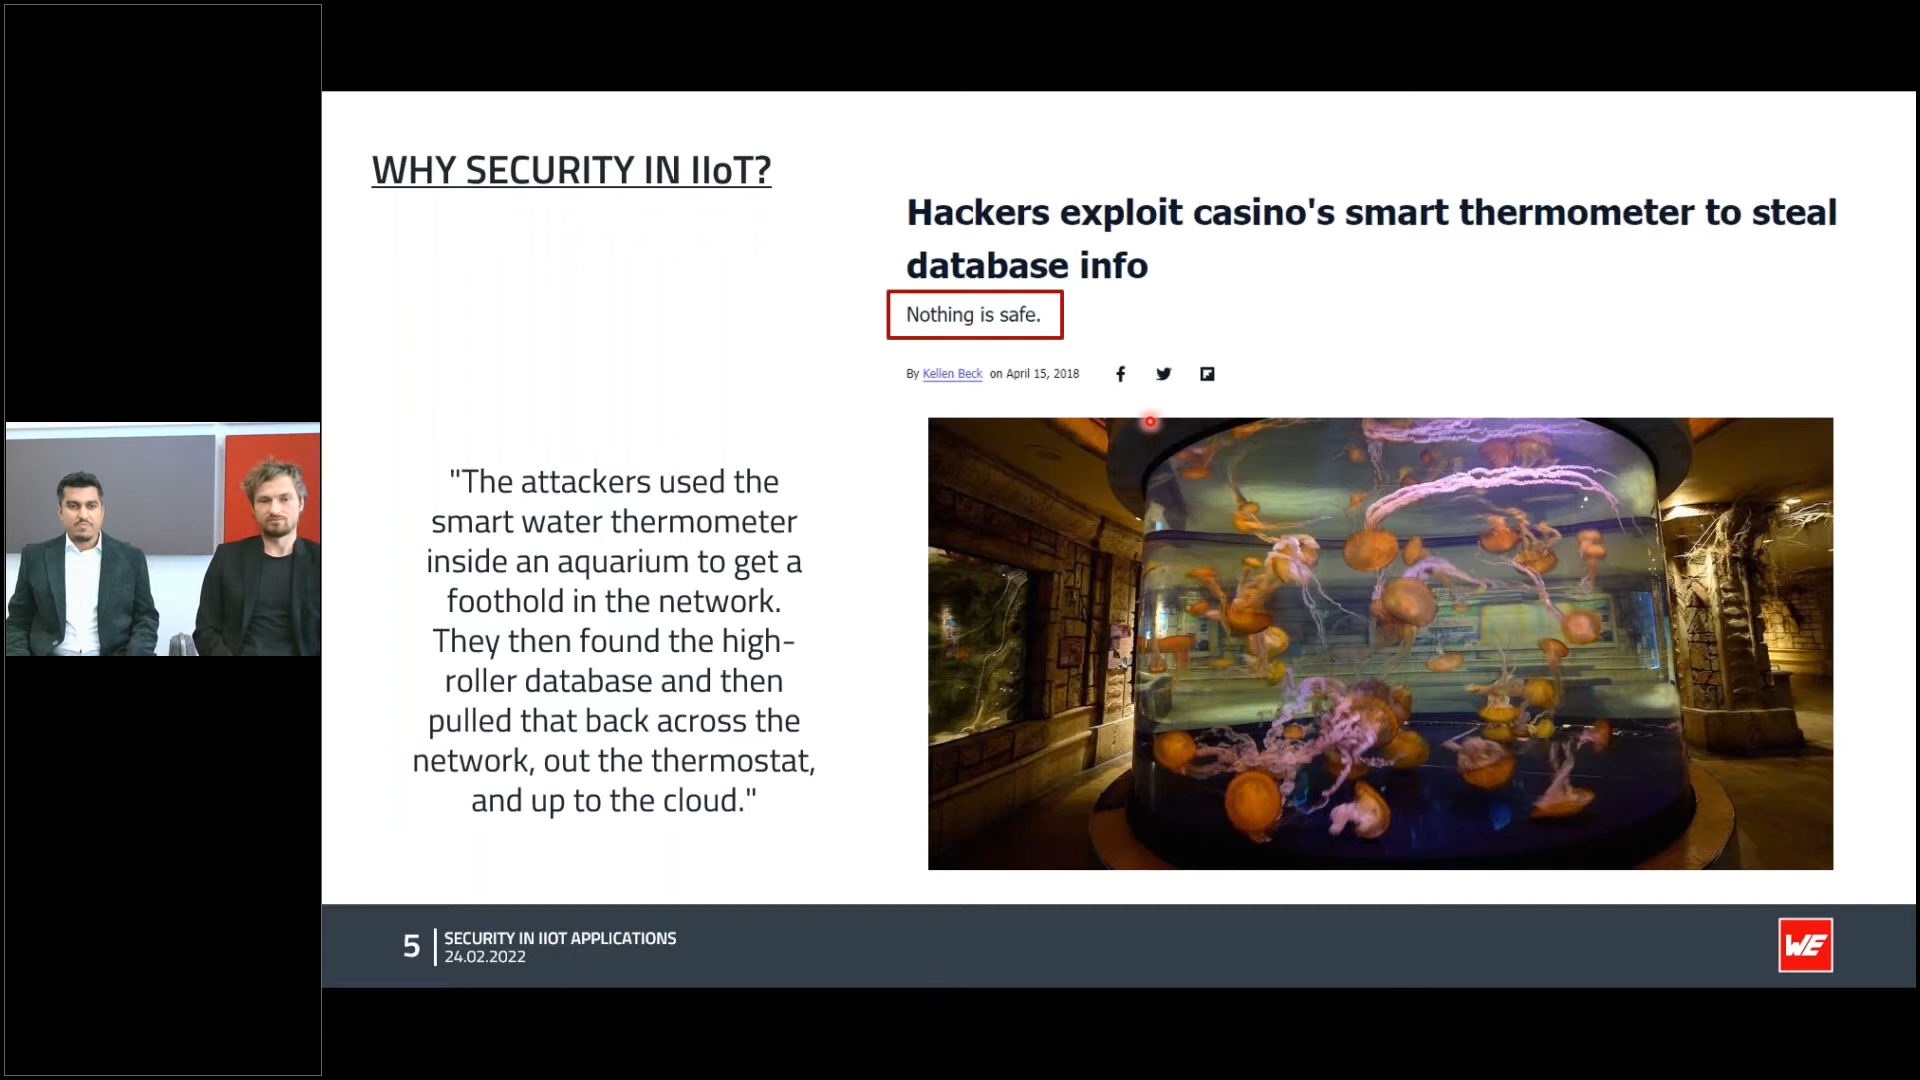 WHY SECURITY IN IIoT?
Hackers exploit casino's smart thermometer to steal
database info
Nothing is safe.
By Kellen Beck on April 15, 2018
"The attackers used the
smart water thermometer
inside an aquarium to get a
foothold in the network.
They then found the high-
roller database and then
pulled that back across the
network, out the thermostat,
and up to the cloud."
5
SECURITY IN IIOT APPLICATIONS
24.02.2022
WE